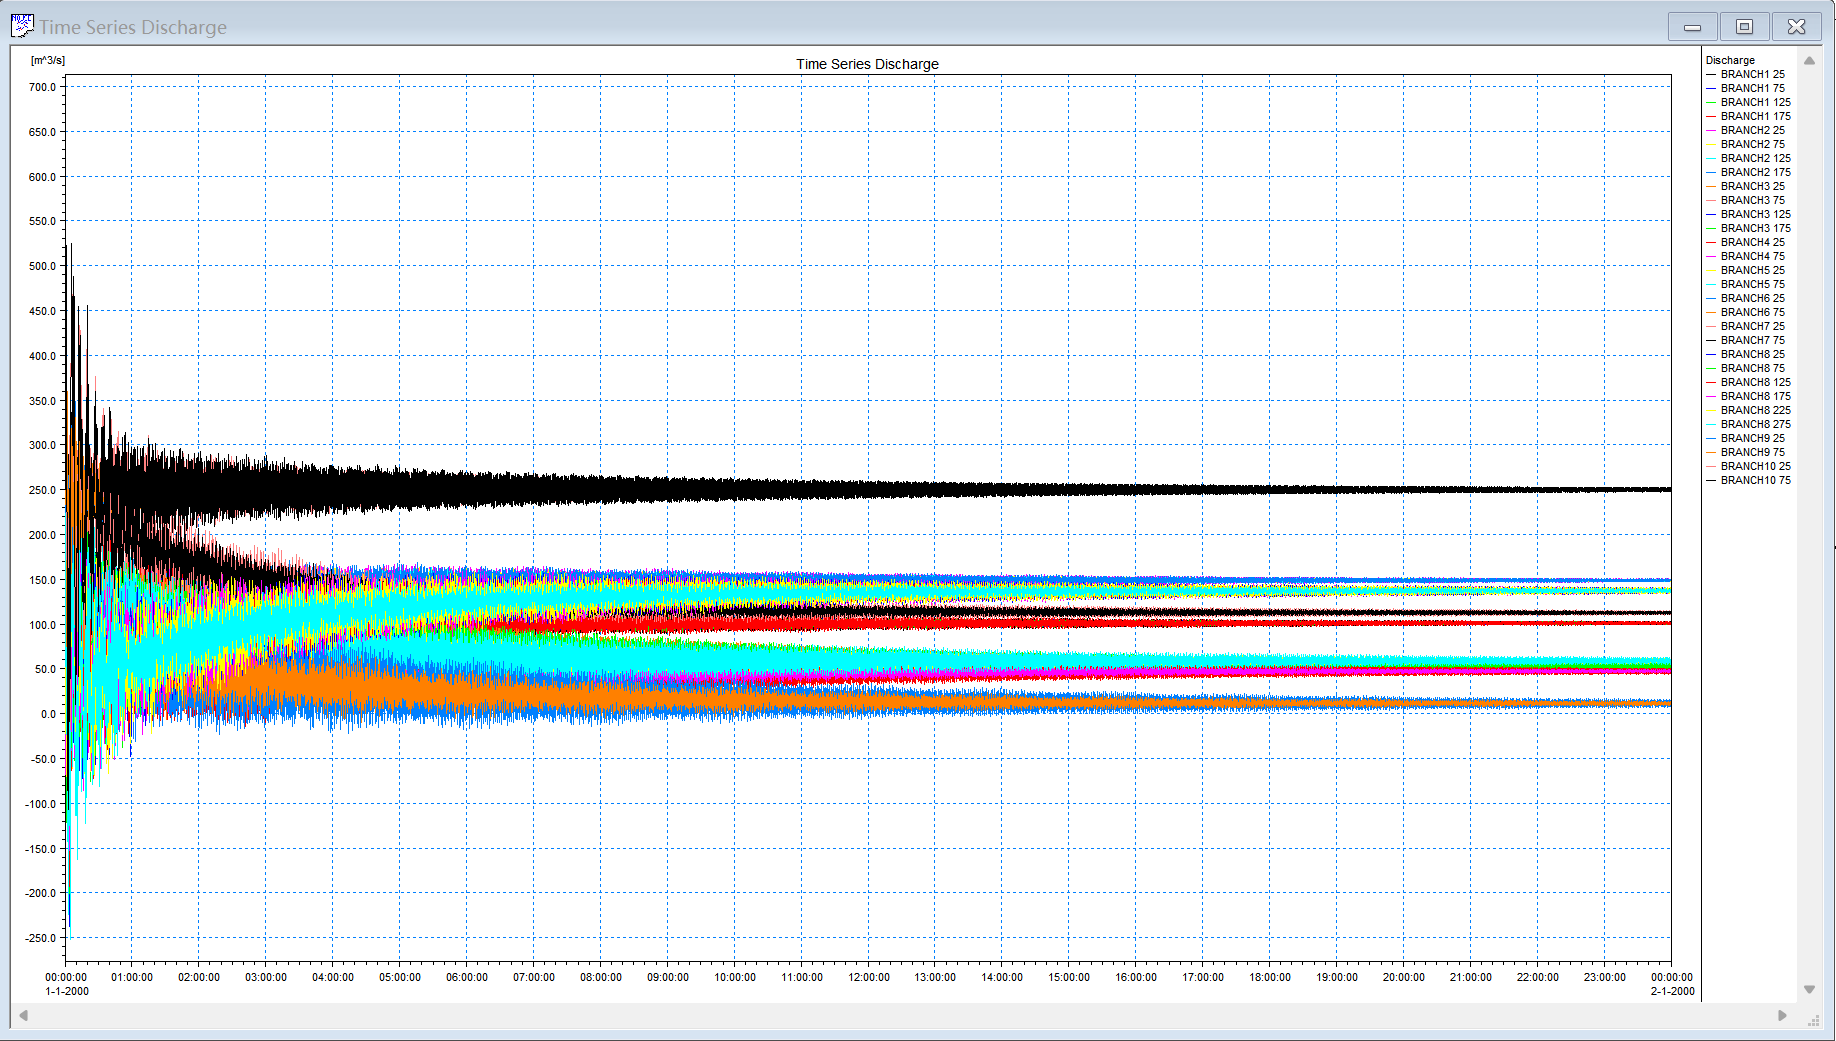 Time Series Discharge
[m^3/s]
Time Series Discharge
700.0
650.0
600.0
550.0
500.0
450.0
400.0
350.0
300.0
250.0
200.0
150.0
100.0
50.0
0.0
-50.0
-100.0
-150.0
-200.0
-250.0
00:00:00 01:00:00 02:00:00 03:00:00 04:00:00 05:00:00 06:00:00 07:00:00 08:00:00 09:00:00 10:00:00 11:00:00 12:00:00 13:00:00 14:00:00 15:00:00 16:00:00 17:00:00 18:00:00 19:00:00 20:00:00 21:00:00 22:00:00 23:00:00 00:00:00
1-1-2000 2-1-2000
Discharge
BRANCH1 25
BRANCH1 75
BRANCH1 125
BRANCH1 175
BRANCH2 25
BRANCH2 75
BRANCH2 125
BRANCH2 175
BRANCH3 25
BRANCH3 75
BRANCH3 125
BRANCH3 175
BRANCH4 25
BRANCH4 75
BRANCH5 25
BRANCH5 75
BRANCH6 25
BRANCH6 75
BRANCH7 25
BRANCH7 75
BRANCH8 25
BRANCH8 75
BRANCH8 125
BRANCH8 175
BRANCH8 225
BRANCH8 275
BRANCH9 25
BRANCH9 75
BRANCH10 25
BRANCH10 75